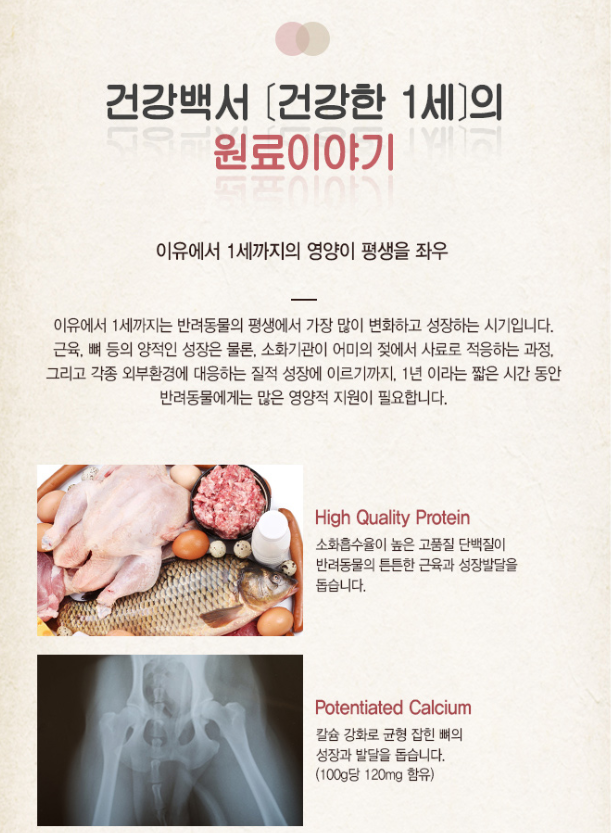 건강백서 [건강한 1세]의
원료이야기
이유에서 1세까지의 영양이 평생을 좌우
이유에서 1세까지는 반려동물의 평생에서 가장 많이 변화하고 성장하는 시기입니다.
근육, 뼈 등의 양적인 성장은 물론, 소화기관이 어미의 젖에서 사료로 적응하는 과정,
그리고 각종 외부환경에 대응하는 질적 성장에 이르기까지, 1년 이라는 짧은 시간 동안
반려동물에게는 많은 영양적 지원이 필요합니다.
High Quality Protein
소화흡수율이 높은 고품질 단백질이
반려동물의 튼튼한 근육과 성장발달을
돕습니다.
Potentiated Calcium
칼슘 강화로 균형 잡힌 뼈의
성장과 발달을 돕습니다.
(100g당 120mg 함유)